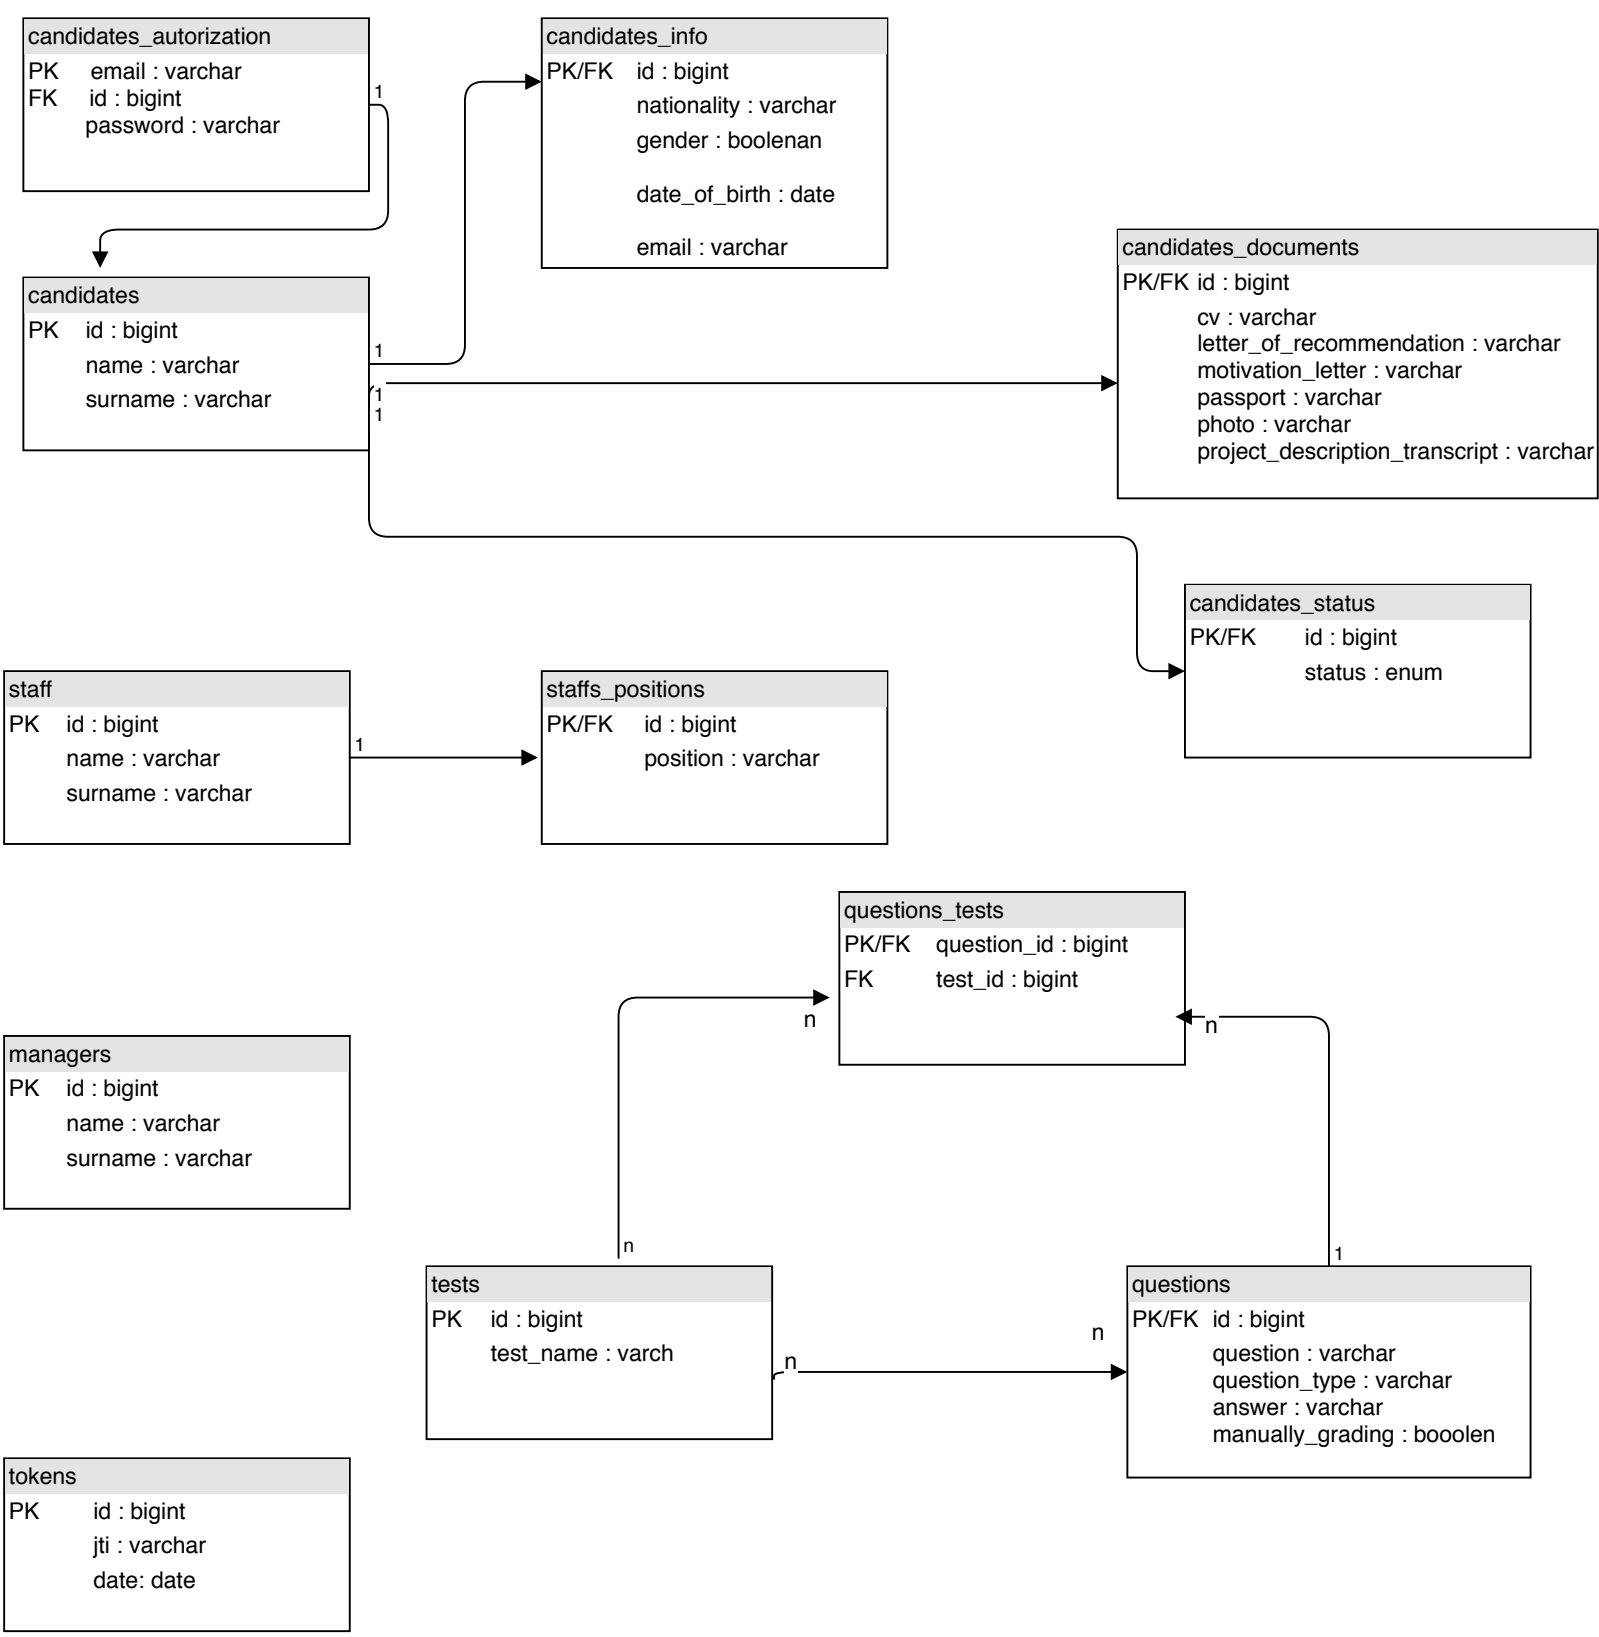 candidates_autorization
PK email : varchar
FK id : bigint
password : varchar
1
candidates_info
PK/FK id : bigint
nationality : varchar
gender : boolenan
date_of_birth : date
email : varchar
candidates
PK id : bigint
name : varchar
surname : varchar
1
1
1
candidates_documents
PK/FK id : bigint
cv : varchar
letter_of_recommendation : varchar
motivation_letter : varchar
passport : varchar
photo : varchar
project_description_transcript : varchar
candidates_status
PK/FK id : bigint
status : enum
staff
PK id : bigint
name : varchar
surname : varchar
1
staffs_positions
PK/FK id : bigint
position : varchar
questions_tests
PK/FK question_id : bigint
FK test_id : bigint
n
n
managers
PK id : bigint
name : varchar
surname : varchar
n
1
tests
PK id : bigint
test_name : varch
n
n
questions
PK/FK id : bigint
question : varchar
question_type : varchar
answer : varchar
manually_grading : booolen
tokens
PK id : bigint
jti : varchar
date: date